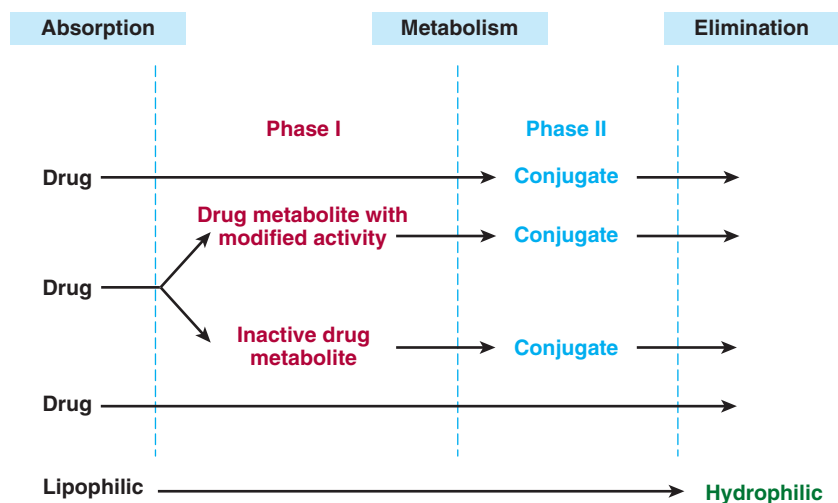 Absorption Metabolism Elimination
Phase I Phase II
Drug Conjugate
Drug metabolite with
modified activity Conjugate
Drug
Inactive drug
metabolite Conjugate
Drug
Lipophilic Hydrophilic